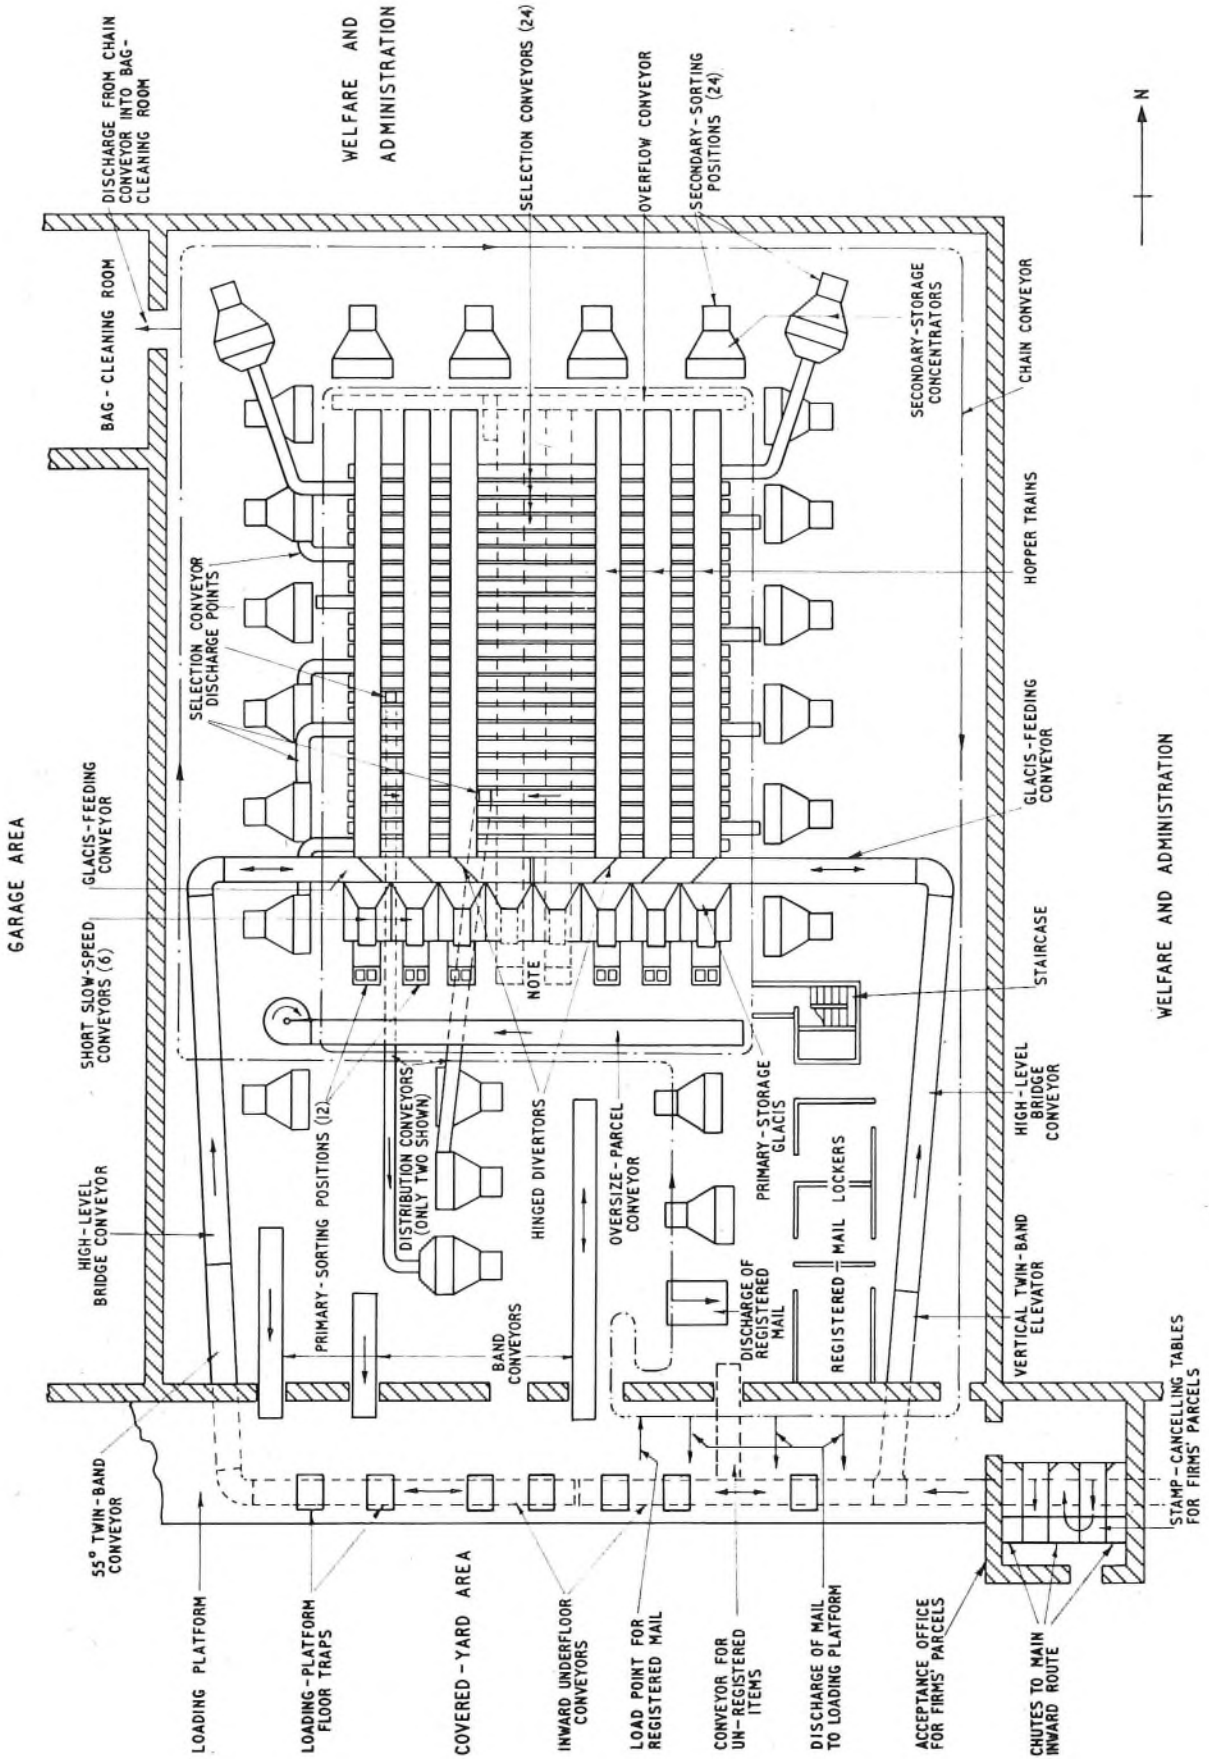 GARAGE AREA
WELFARE AND
ADMINISTRATION
DISCHARGE FROM CHAIN
CONVEYOR INTO BAG-
CLEANING ROOM
BAG-CLEANING ROOM
SELECTION CONVEYORS (24)
OVERFLOW CONVEYOR
SECONDARY-SORTING
POSITIONS (24)
N
SECONDARY-STORAGE
CONCENTRATORS
CHAIN CONVEYOR
SELECTION CONVEYOR
DISCHARGE POINTS
HOPPER TRAINS
GLACIS-FEEDING
CONVEYOR
GLACIS-FEEDING
CONVEYOR
SHORT SLOW-SPEED
CONVEYORS (6)
NOTE
STAIRCASE
WELFARE AND ADMINISTRATION
HIGH-LEVEL
BRIDGE CONVEYOR
PRIMARY-SORTING POSITIONS (12)
DISTRIBUTION CONVEYORS
(ONLY TWO SHOWN)
HINGED DIVERTORS
OVERSIZE-PARCEL
CONVEYOR
PRIMARY-STORAGE
GLACIS
HIGH-LEVEL
BRIDGE
CONVEYOR
BAND
CONVEYORS
DISCHARGE OF
REGISTERED
MAIL
REGISTERED-MAIL LOCKERS
VERTICAL TWIN-BAND
ELEVATOR
55° TWIN-BAND
CONVEYOR
STAMP-CANCELLING TABLES
FOR FIRMS' PARCELS
LOADING PLATFORM
LOADING-PLATFORM
FLOOR TRAPS
COVERED-YARD AREA
INWARD UNDERFLOOR
CONVEYORS
LOAD POINT FOR
REGISTERED MAIL
CONVEYOR FOR
UN-REGISTERED
ITEMS
DISCHARGE OF MAIL
TO LOADING PLATFORM
ACCEPTANCE OFFICE
FOR FIRMS' PARCELS
CHUTES TO MAIN
INWARD ROUTE